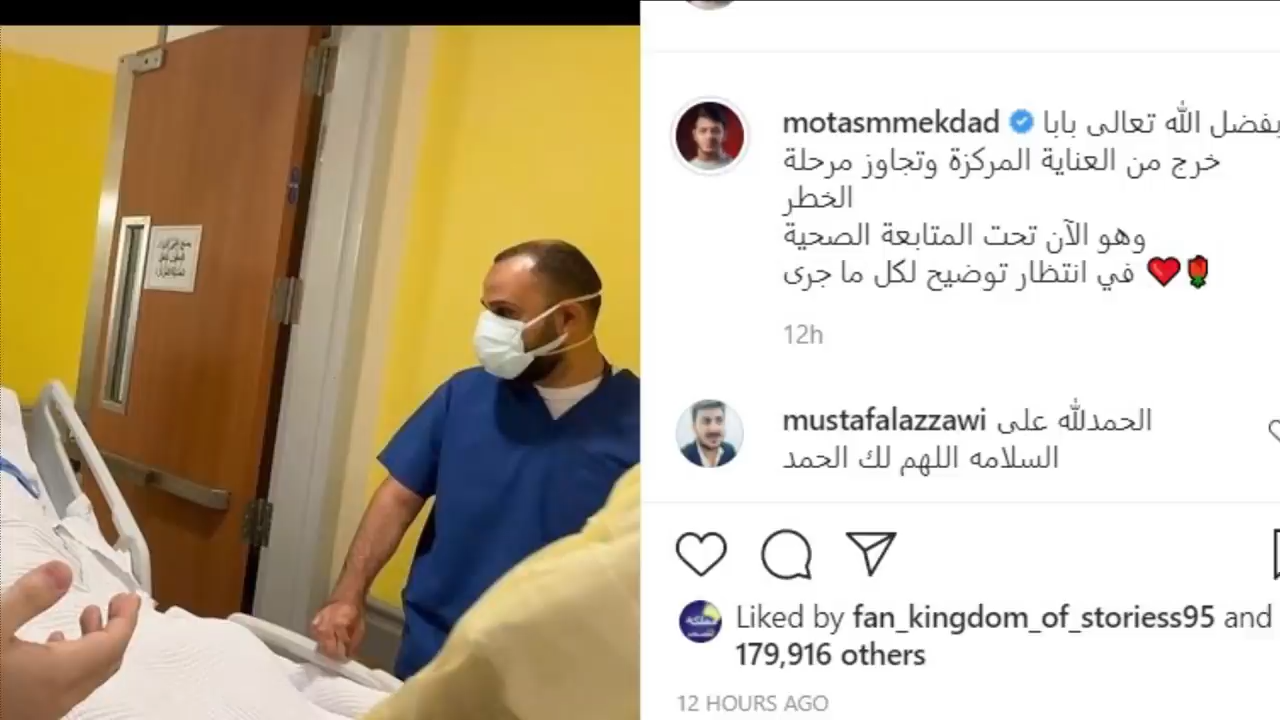 motasmmekdad بفضل الله تعالى بابا
خرج من العناية المركزة وتجاوز مرحلة
الخطر
وهو الآن تحت المتابعة الصحية
في انتظار توضيح لكل ما جرى ❤️🌹
12h
mustafalazzawi الحمدلله على
السلامه اللهم لك الحمد
Liked by fan_kingdom_of_storiess95 and
179,916 others
12 HOURS AGO